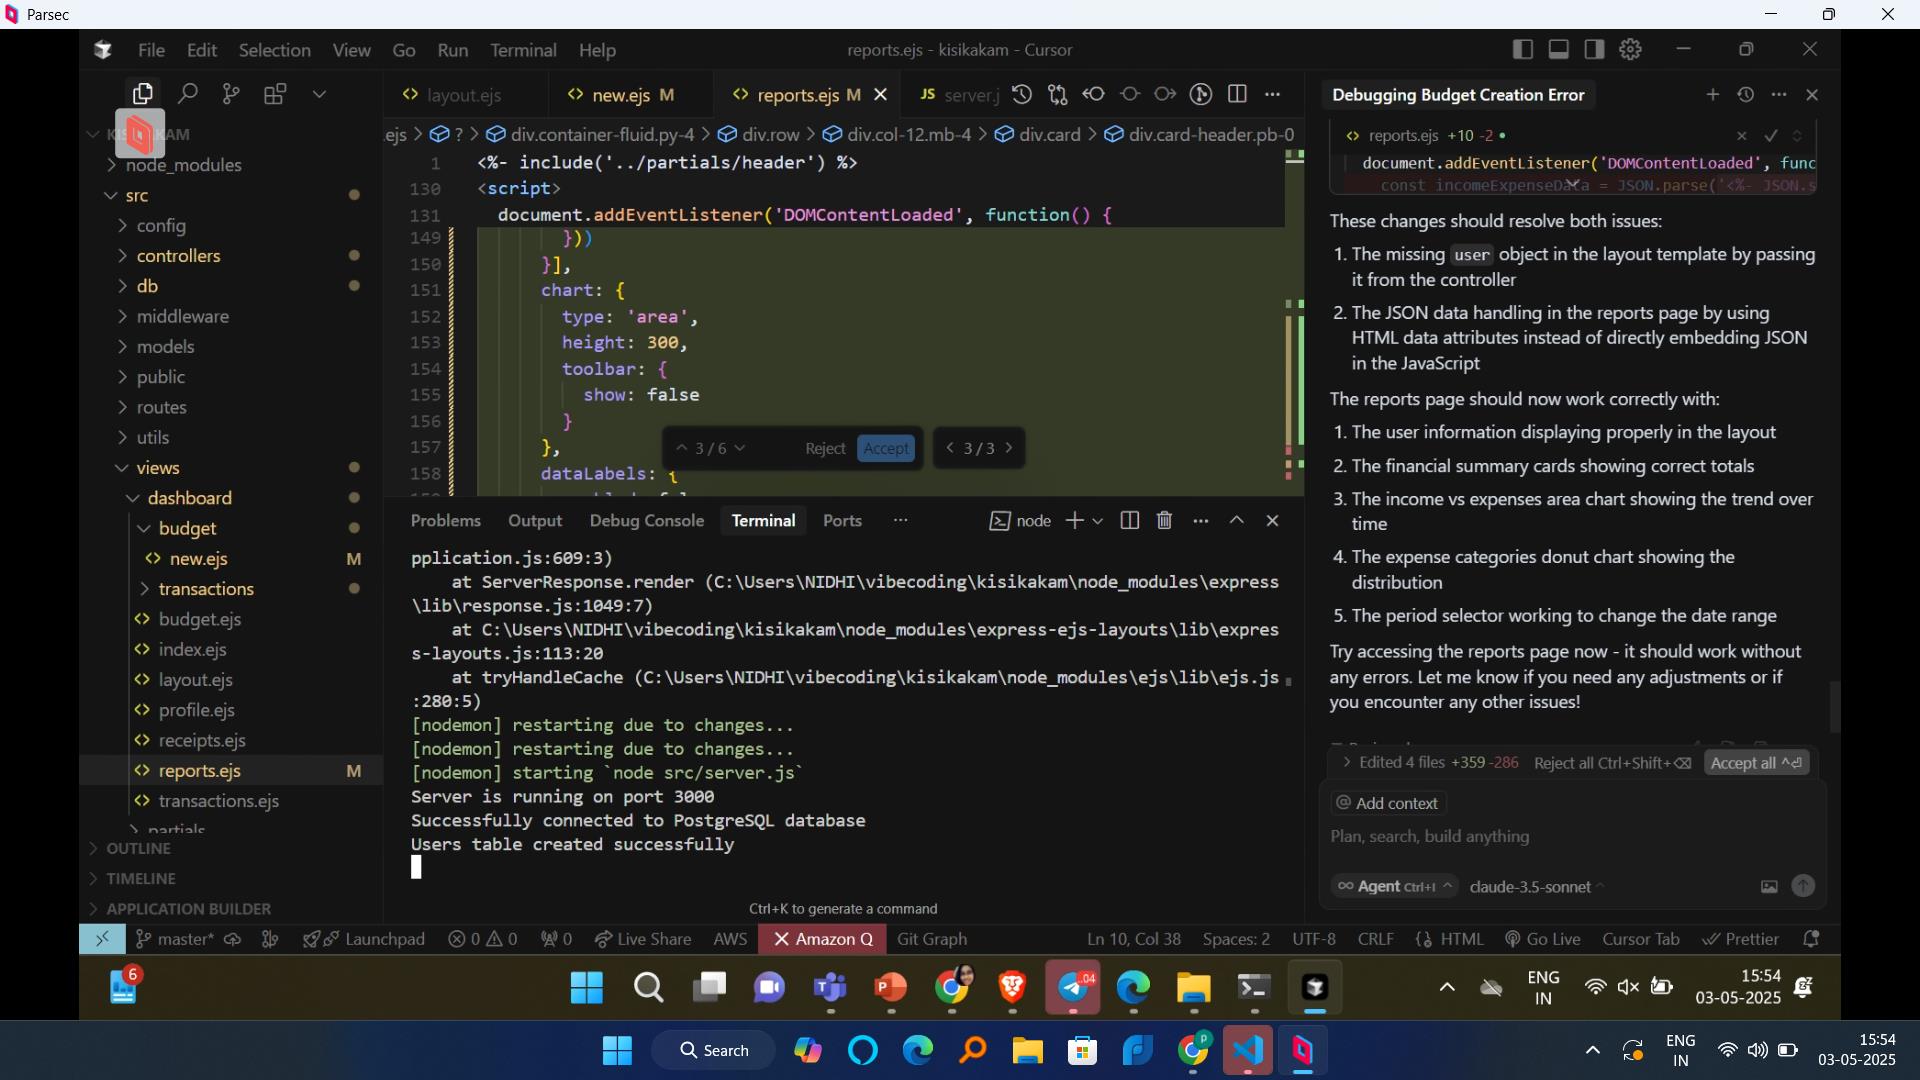 Parsec
File Edit Selection View Go Run Terminal Help
reports.ejs - kisikakam - Cursor
layout.ejs
new.ejs M
reports.ejs M
JS server.j
Debugging Budget Creation Error
node_modules
src
config
controllers
db
middleware
models
public
routes
utils
views
dashboard
budget
new.ejs M
transactions
budget.ejs
index.ejs
layout.ejs
profile.ejs
receipts.ejs
reports.ejs M
transactions.ejs
partials
OUTLINE
TIMELINE
APPLICATION BUILDER
.ejs > ? > div.container-fluid.py-4 > div.row > div.col-12.mb-4 > div.card > div.card-header.pb-0
1 <%- include('../partials/header') %>
130 <script>
131 document.addEventListener('DOMContentLoaded', function() {
149 }))
150 }],
151 chart: {
152 type: 'area',
153 height: 300,
154 toolbar: {
155 show: false
156 }
157 },
158 dataLabels: {
3 / 6 Reject Accept
3 / 3
Problems Output Debug Console Terminal Ports ··· node
pplication.js:609:3)
at ServerResponse.render (C:\Users\NIDHI\vibecoding\kisikakam\node_modules\express
\lib\response.js:1049:7)
at C:\Users\NIDHI\vibecoding\kisikakam\node_modules\express-ejs-layouts\lib\expres
s-layouts.js:113:20
at tryHandleCache (C:\Users\NIDHI\vibecoding\kisikakam\node_modules\ejs\lib\ejs.js
:280:5)
[nodemon] restarting due to changes...
[nodemon] restarting due to changes...
[nodemon] starting `node src/server.js`
Server is running on port 3000
Successfully connected to PostgreSQL database
Users table created successfully
Ctrl+K to generate a command
reports.ejs +10 -2
document.addEventListener('DOMContentLoaded', func
const incomeExpenseData = JSON.parse('<%- JSON.s
These changes should resolve both issues:
1. The missing user object in the layout template by passing
it from the controller
2. The JSON data handling in the reports page by using
HTML data attributes instead of directly embedding JSON
in the JavaScript
The reports page should now work correctly with:
1. The user information displaying properly in the layout
2. The financial summary cards showing correct totals
3. The income vs expenses area chart showing the trend over
time
4. The expense categories donut chart showing the
distribution
5. The period selector working to change the date range
Try accessing the reports page now - it should work without
any errors. Let me know if you need any adjustments or if
you encounter any other issues!
Edited 4 files +359 -286 Reject all Ctrl+Shift+⌫ Accept all ^⏎
@ Add context
Plan, search, build anything
∞ Agent Ctrl+I claude-3.5-sonnet
master* Launchpad 0 0 0 Live Share AWS Amazon Q Git Graph Ln 10, Col 38 Spaces: 2 UTF-8 CRLF {} HTML Go Live Cursor Tab Prettier
6
.04
ENG
IN
15:54
03-05-2025
Search
P
ENG
IN
15:54
03-05-2025